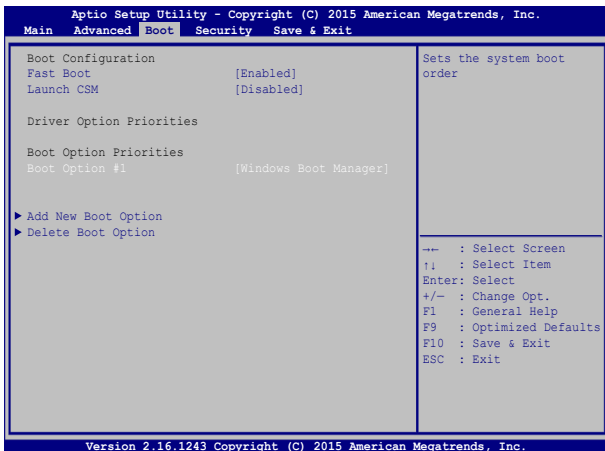 Aptio Setup Utility - Copyright (C) 2015 American Megatrends, Inc.
Main Advanced Boot Security Save & Exit
Boot Configuration
Fast Boot [Enabled]
Launch CSM [Disabled]
Driver Option Priorities
Boot Option Priorities
Boot Option #1 [Windows Boot Manager]
▶ Add New Boot Option
▶ Delete Boot Option
Sets the system boot
order
→← : Select Screen
↑↓ : Select Item
Enter: Select
+/— : Change Opt.
F1 : General Help
F9 : Optimized Defaults
F10 : Save & Exit
ESC : Exit
Version 2.16.1243 Copyright (C) 2015 American Megatrends, Inc.